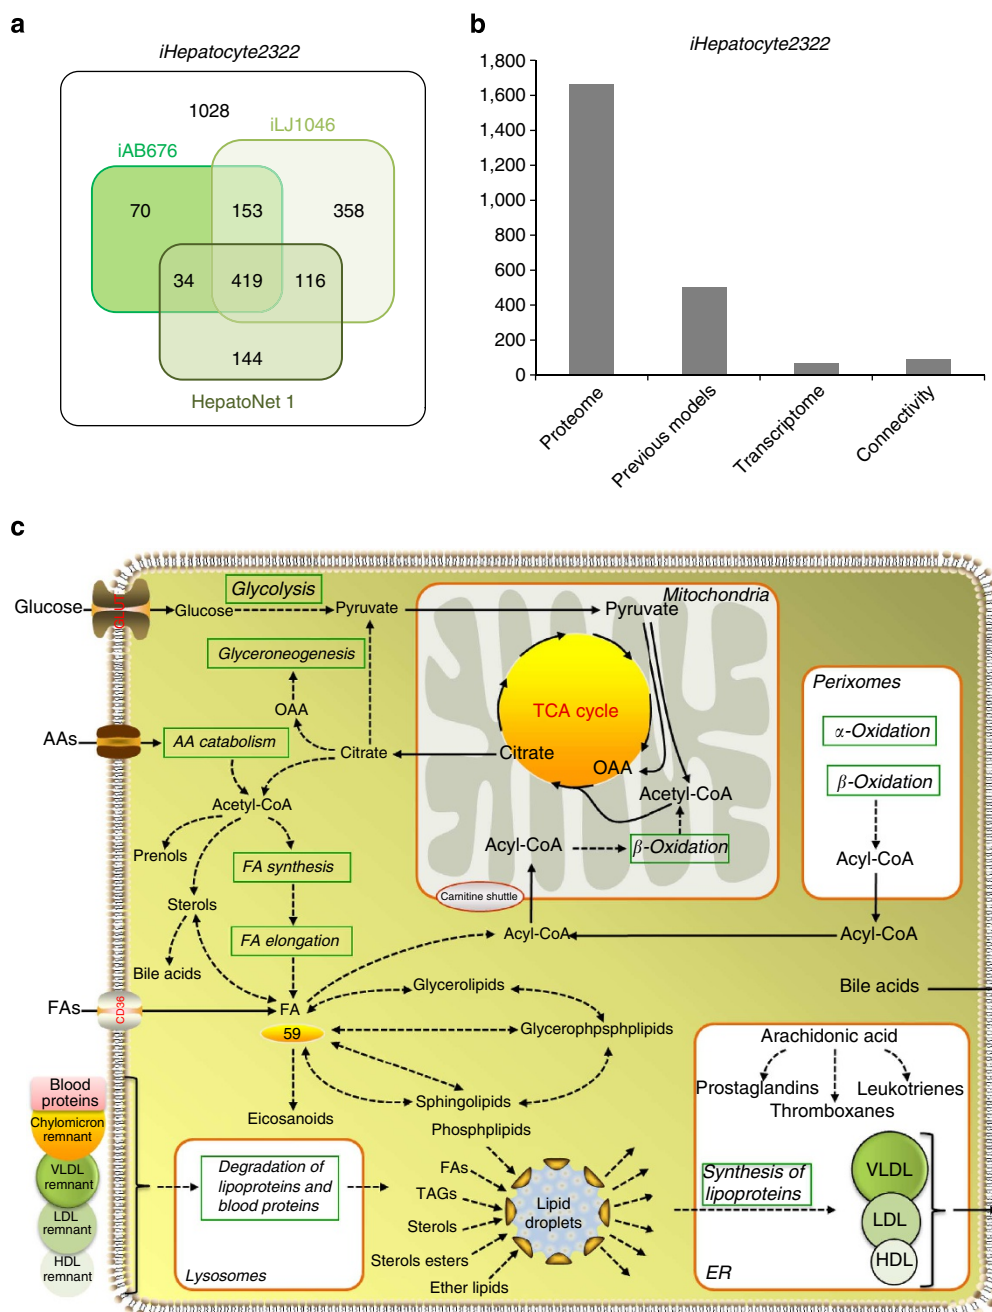 a
iHepatocyte2322
1028
iLJ1046
iAB676
70
153
358
34
419
116
144
HepatoNet 1
b
iHepatocyte2322
1,800
1,600
1,400
1,200
1,000
800
600
400
200
0
Proteome
Previous models
Transcriptome
Connectivity
c
Glucose
GLUT
Glucose
Glycolysis
Pyruvate
Pyruvate
Mitochondria
Glyceroneogenesis
OAA
TCA cycle
Perixomes
α-Oxidation
β-Oxidation
Acyl-CoA
Acyl-CoA
AAs
AA catabolism
Citrate
Citrate
OAA
Acetyl-CoA
Acetyl-CoA
Acyl-CoA
β-Oxidation
Prenols
FA synthesis
Carnitine shuttle
Sterols
FA elongation
Acyl-CoA
Bile acids
Bile acids
FAs
CD36
FA
59
Glycerolipids
Glycerophpsphplipids
Sphingolipids
Eicosanoids
Arachidonic acid
Prostaglandins
Leukotrienes
Thromboxanes
Blood
proteins
Chylomicron
remnant
VLDL
remnant
LDL
remnant
HDL
remnant
Degradation of
lipoproteins and
blood proteins
Lysosomes
Phosphplipids
FAs
TAGs
Sterols
Sterols esters
Ether lipids
Lipid
droplets
Synthesis of
lipoproteins
VLDL
LDL
HDL
ER